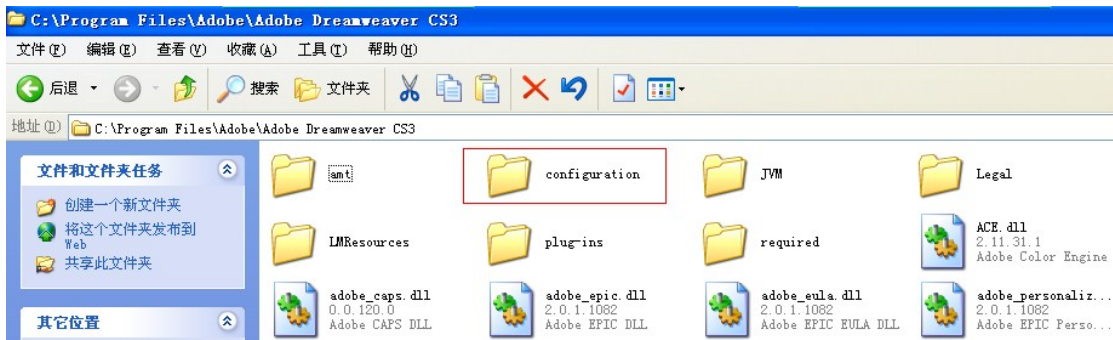 C:\Program Files\Adobe\Adobe Dreamweaver CS3
文件(F) 编辑(E) 查看(V) 收藏(A) 工具(T) 帮助(H)
后退 搜索 文件夹
地址(D) C:\Program Files\Adobe\Adobe Dreamweaver CS3
文件和文件夹任务
创建一个新文件夹
将这个文件夹发布到
Web
共享此文件夹
其它位置
amt
configuration
JVM
Legal
LMResources
plug-ins
required
ACE.dll
2.11.31.1
Adobe Color Engine
adobe_caps.dll
0.0.120.0
Adobe CAPS DLL
adobe_epic.dll
2.0.1.1082
Adobe EPIC DLL
adobe_eula.dll
2.0.1.1082
Adobe EPIC EULA DLL
adobe_personaliz...
2.0.1.1082
Adobe EPIC Perso...